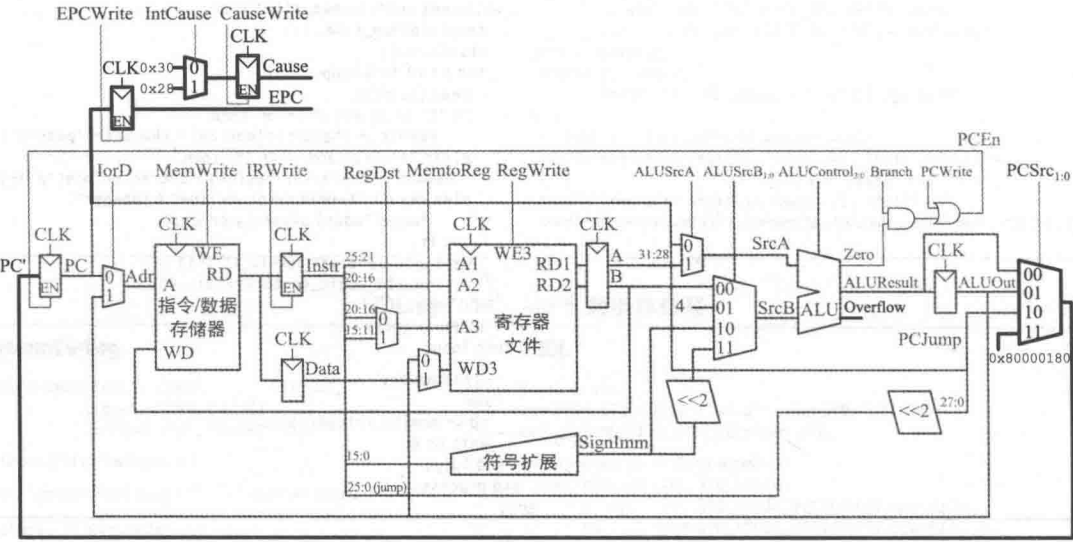 EPCWrite IntCause CauseWrite
CLK
CLK
0x30
0
Cause
0x28
1
EN
EPC
EN
PCEn
IorD MemWrite IRWrite RegDst MemtoReg RegWrite ALUSrcA ALUSrcB1:0 ALUControl2:0 Branch PCWrite PCSrc1:0
CLK
CLK
CLK
CLK
CLK
CLK
PC'
PC
EN
0
1
Adr
WE
A
RD
指令/数据
存储器
WD
EN
Instr
25:21
20:16
20:16
15:11
0
1
CLK
Data
0
1
WE3
A1
A2
A3
WD3
RD1
RD2
寄存器
文件
A
B
31:28
0
1
4
00
01
10
11
SrcA
SrcB
ALU
Zero
ALUResult
Overflow
ALUOut
PCJump
00
01
10
11
0x80000180
<<2
<<2
27:0
SignImm
符号扩展
15:0
25:0 (jump)